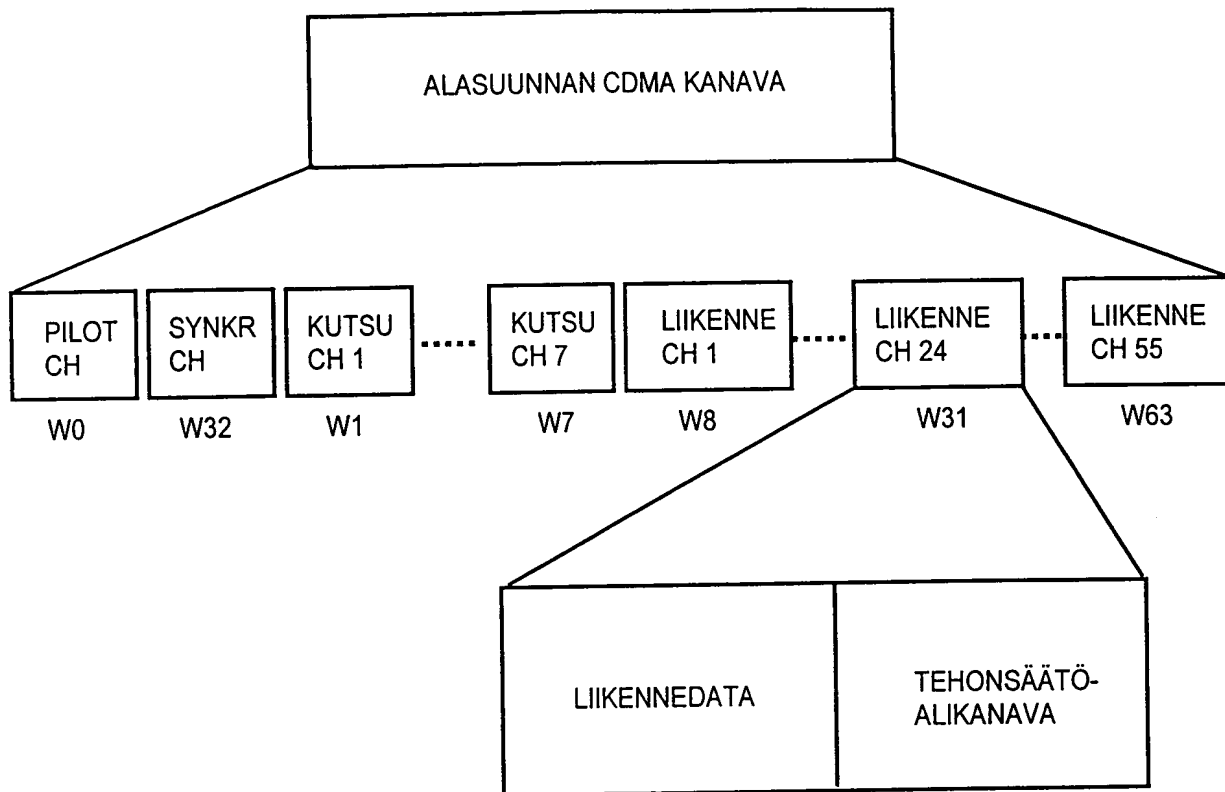 ALASUUNNAN CDMA KANAVA
PILOT
CH
SYNKR
CH
KUTSU
CH 1
KUTSU
CH 7
LIIKENNE
CH 1
LIIKENNE
CH 24
LIIKENNE
CH 55
W0
W32
W1
W7
W8
W31
W63
LIIKENNEDATA
TEHONSÄÄTÖ-
ALIKANAVA